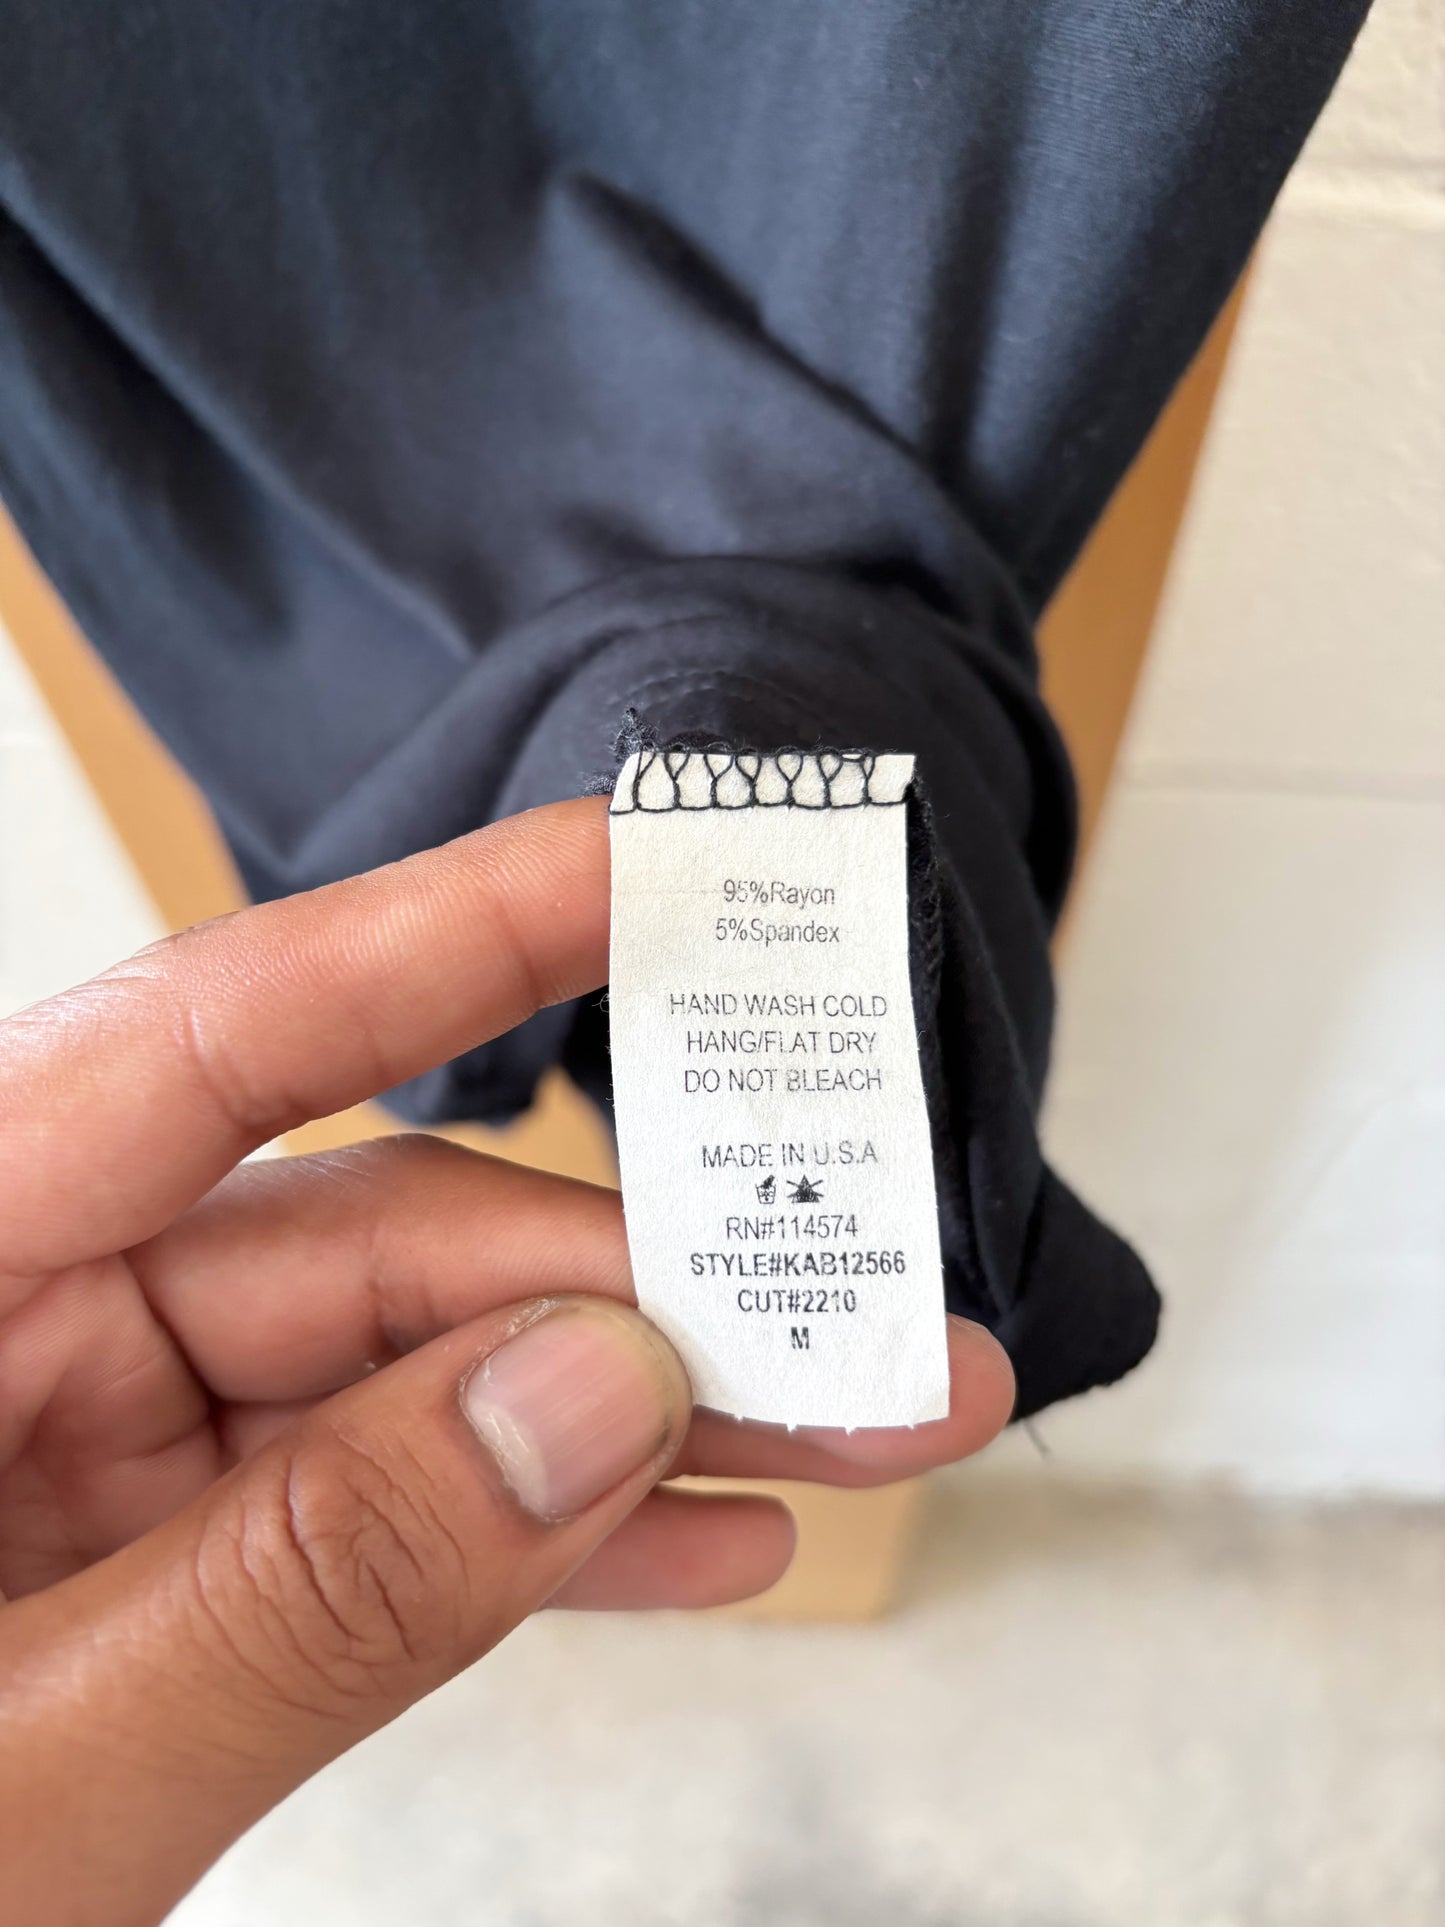 95%Rayon
5%Spandex
HAND WASH COLD
HANG/FLAT DRY
DO NOT BLEACH
MADE IN U.S.A
RN#114574
STYLE#KAB12566
CUT#2210
M